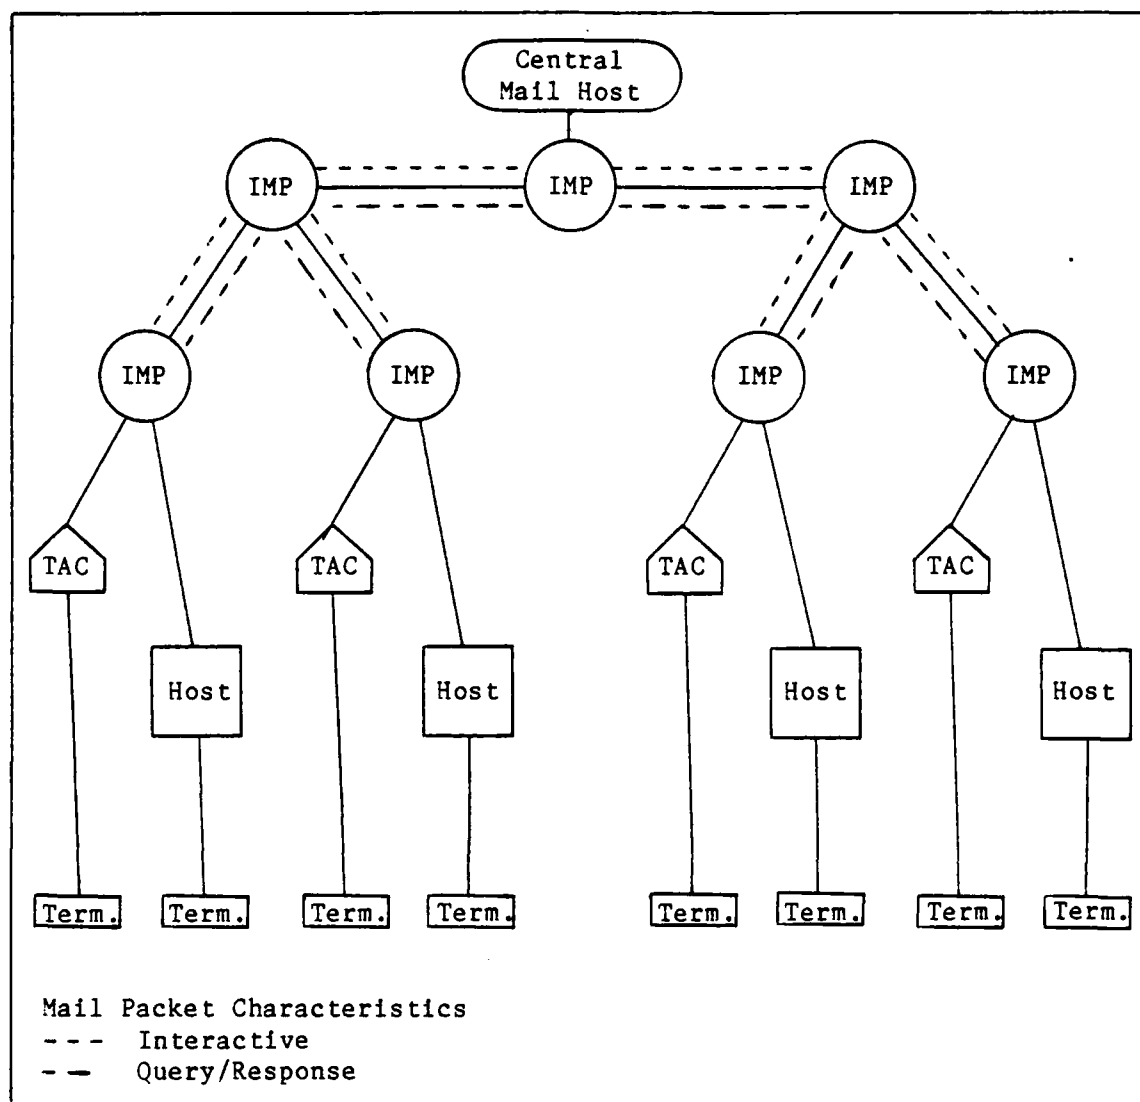 Central
Mail Host
IMP
IMP
IMP
IMP
IMP
IMP
IMP
TAC
TAC
TAC
TAC
Host
Host
Host
Host
Term.
Term.
Term.
Term.
Term.
Term.
Term.
Term.
Mail Packet Characteristics
--- Interactive
- — Query/Response